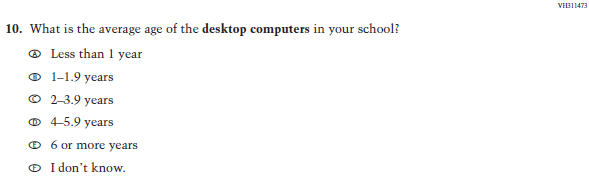 VH311473
10. What is the average age of the desktop computers in your school?
A Less than 1 year
B 1–1.9 years
C 2–3.9 years
D 4–5.9 years
E 6 or more years
F I don't know.